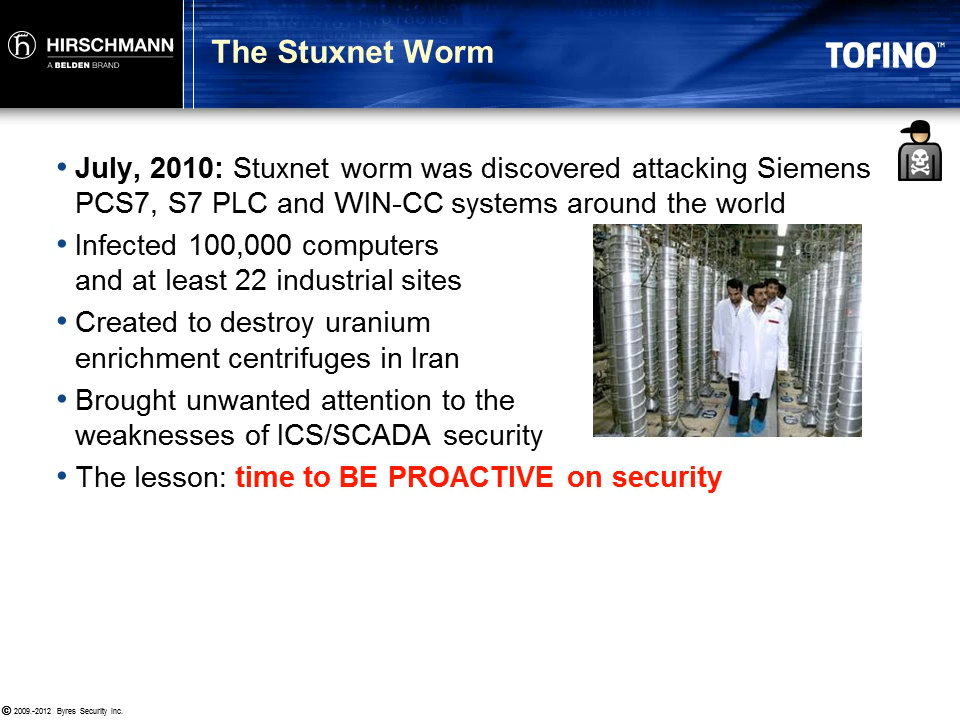 HIRSCHMANN
A BELDEN BRAND
The Stuxnet Worm
TOFINO™
• July, 2010: Stuxnet worm was discovered attacking Siemens
PCS7, S7 PLC and WIN-CC systems around the world
• Infected 100,000 computers
and at least 22 industrial sites
• Created to destroy uranium
enrichment centrifuges in Iran
• Brought unwanted attention to the
weaknesses of ICS/SCADA security
• The lesson: time to BE PROACTIVE on security
© 2009.-2012 Byres Security Inc.